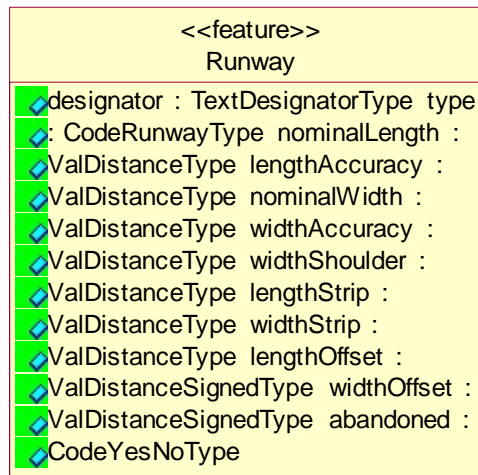 <<feature>>
Runway
designator : TextDesignatorType type
: CodeRunwayType nominalLength :
ValDistanceType lengthAccuracy :
ValDistanceType nominalWidth :
ValDistanceType widthAccuracy :
ValDistanceType widthShoulder :
ValDistanceType lengthStrip :
ValDistanceType widthStrip :
ValDistanceType lengthOffset :
ValDistanceSignedType widthOffset :
ValDistanceSignedType abandoned :
CodeYesNoType